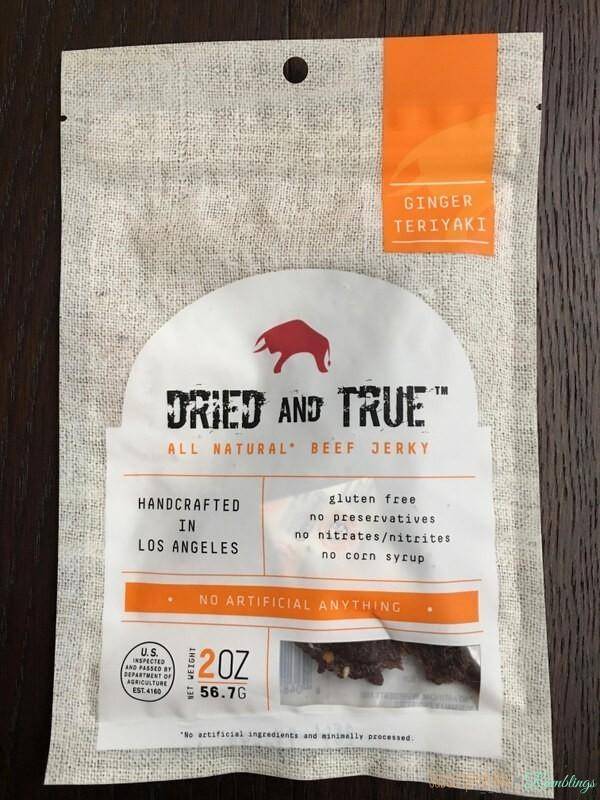 GINGER
TERIYAKI
DRIED AND TRUE™
ALL NATURAL* BEEF JERKY
HANDCRAFTED
IN
LOS ANGELES
gluten free
no preservatives
no nitrates/nitrites
no corn syrup
• NO ARTIFICIAL ANYTHING •
U.S.
INSPECTED
AND PASSED BY
DEPARTMENT OF
AGRICULTURE
EST.4160
NET WEIGHT
2OZ
56.7G
*No artificial ingredients and minimally processed.
Ramblings